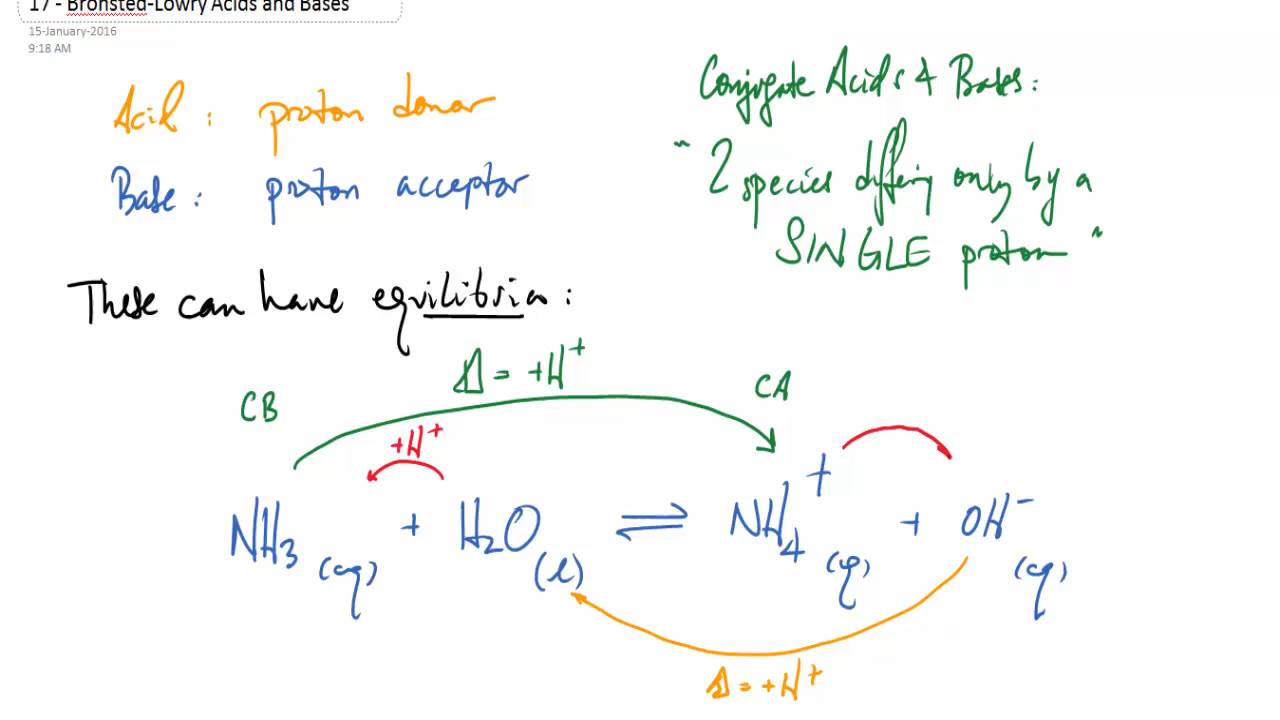 17 - Bronsted-Lowry Acids and Bases
15-January-2016
9:18 AM
Acid : proton donor
Base : proton acceptor
Conjugate Acids & Bases :
" 2 species differing only by a
SINGLE proton "
These can have equilibria :
Δ = +H⁺
CB
CA
+H⁺
NH₃ (aq) + H₂O (l) ⇌ NH₄⁺ (aq) + OH⁻ (aq)
Δ = +H⁺